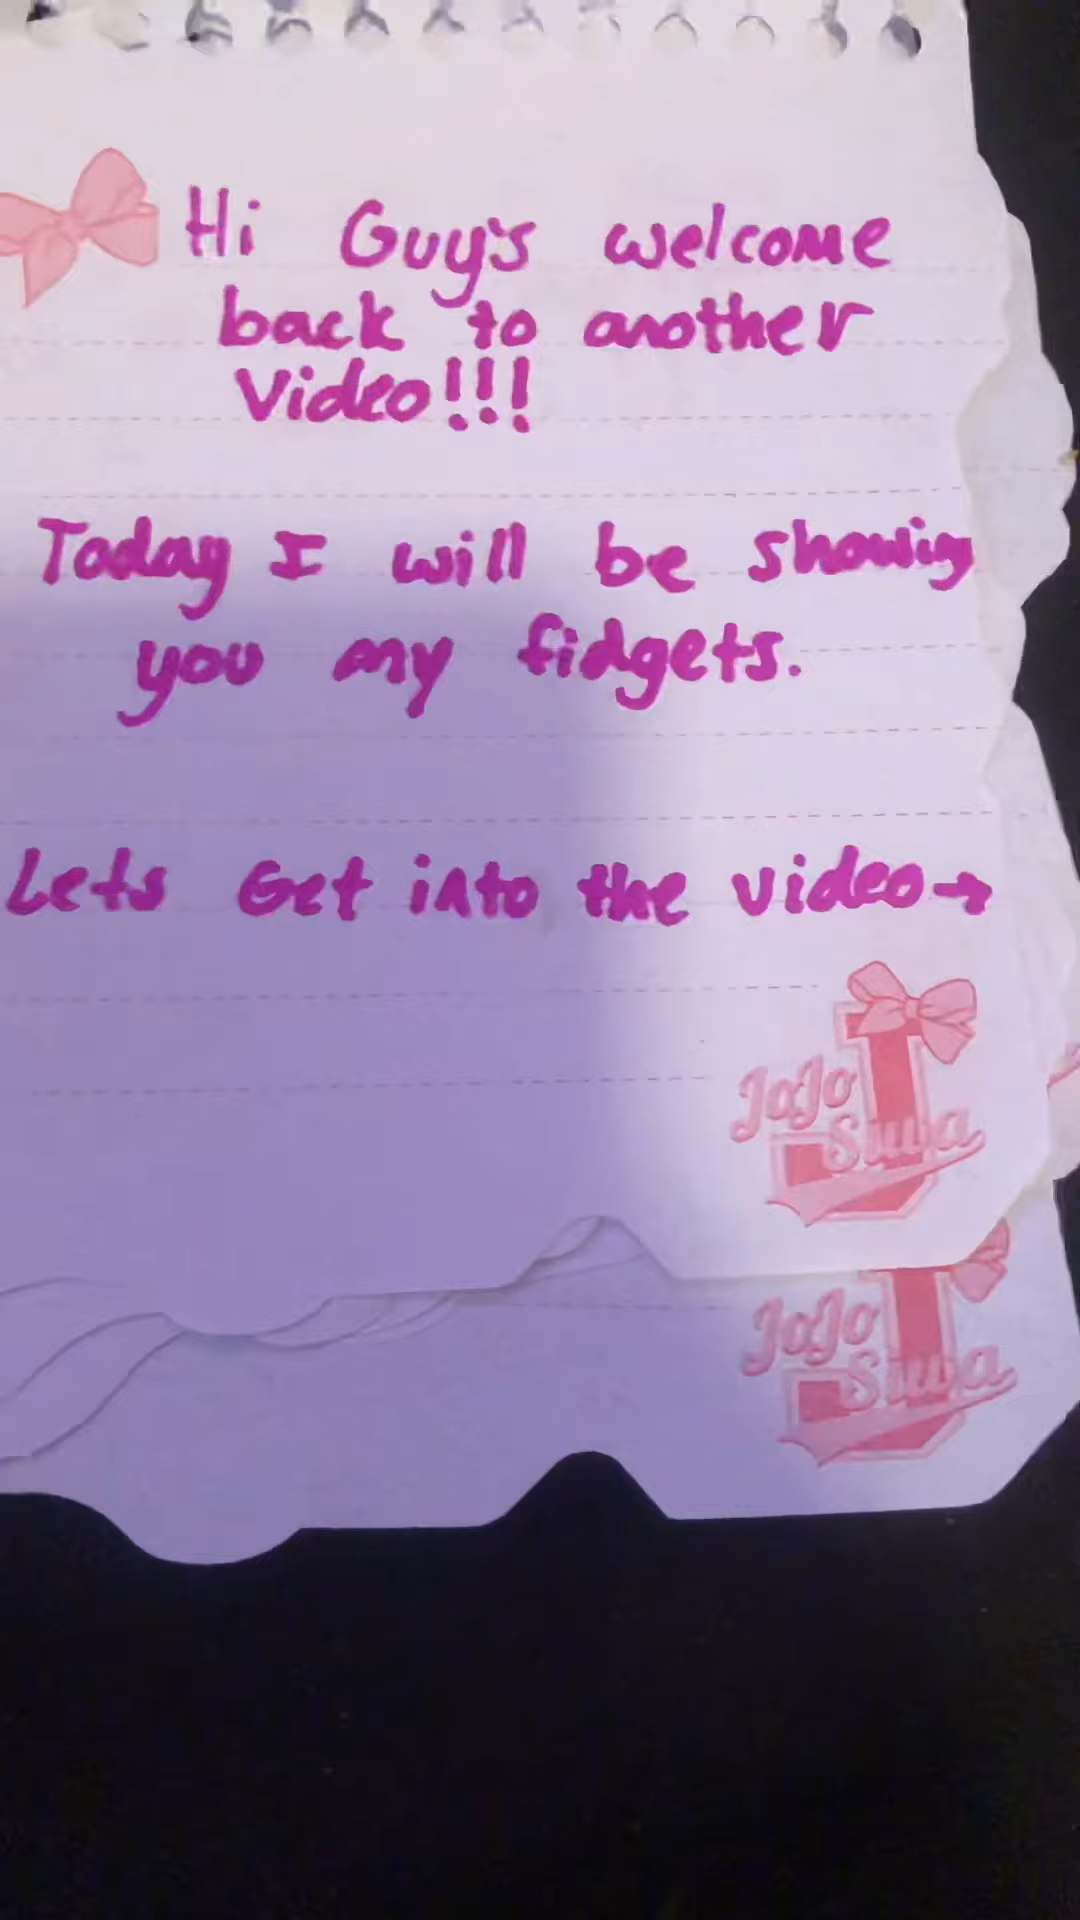 Hi Guy's welcome
back to another
Video!!!
Today I will be showing
you my fidgets.
Lets Get into the video→
JoJo
Siwa
JoJo
Siwa